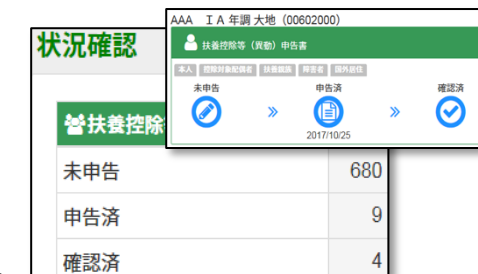 状況確認
AAA ＩＡ 年調 大地（00602000）
扶養控除等（異動）申告書
本人 控除対象配偶者 扶養親族 障害者 国外居住
未申告 申告済 確認済
2017/10/25
扶養控除
未申告 680
申告済 9
確認済 4